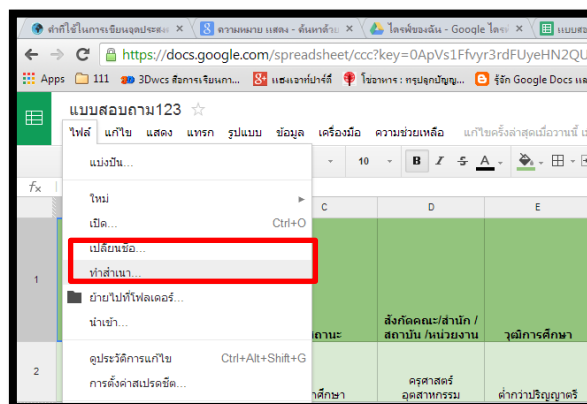 คำที่ใช้ในการเขียนจุดประสง × ความหมาย แสดง - ค้นหาด้วย × ไดรฟ์ของฉัน - Google ไดรฟ์ × แบบสอ
https://docs.google.com/spreadsheet/ccc?key=0ApVs1Ffvyr3rdFUyeHN2QU
Apps 111 3Dwcs สื่อการเรียนกา... โขอาหาร : ทรูปลูกปัญญ... รู้จัก Google Docs แล
แบบสอบถาม123
ไฟล์ แก้ไข แสดง แทรก รูปแบบ ข้อมูล เครื่องมือ ความช่วยเหลือ แก้ไขครั้งล่าสุดเมื่อวานนี้
แบ่งปัน... 10 B I S A
fx
ใหม่
C D E
เปิด... Ctrl+O
เปลี่ยนชื่อ...
ทำสำเนา...
1
ย้ายไปที่โฟลเดอร์...
นำเข้า...
ถานะ สังกัดคณะ/สำนัก / สถาบัน /หน่วยงาน วุฒิการศึกษา
ดูประวัติการแก้ไข Ctrl+Alt+Shift+G
2
การตั้งค่าสเปรดชีต...
ศึกษา ครุศาสตร์อุตสาหกรรม ต่ำกว่าปริญญาตรี